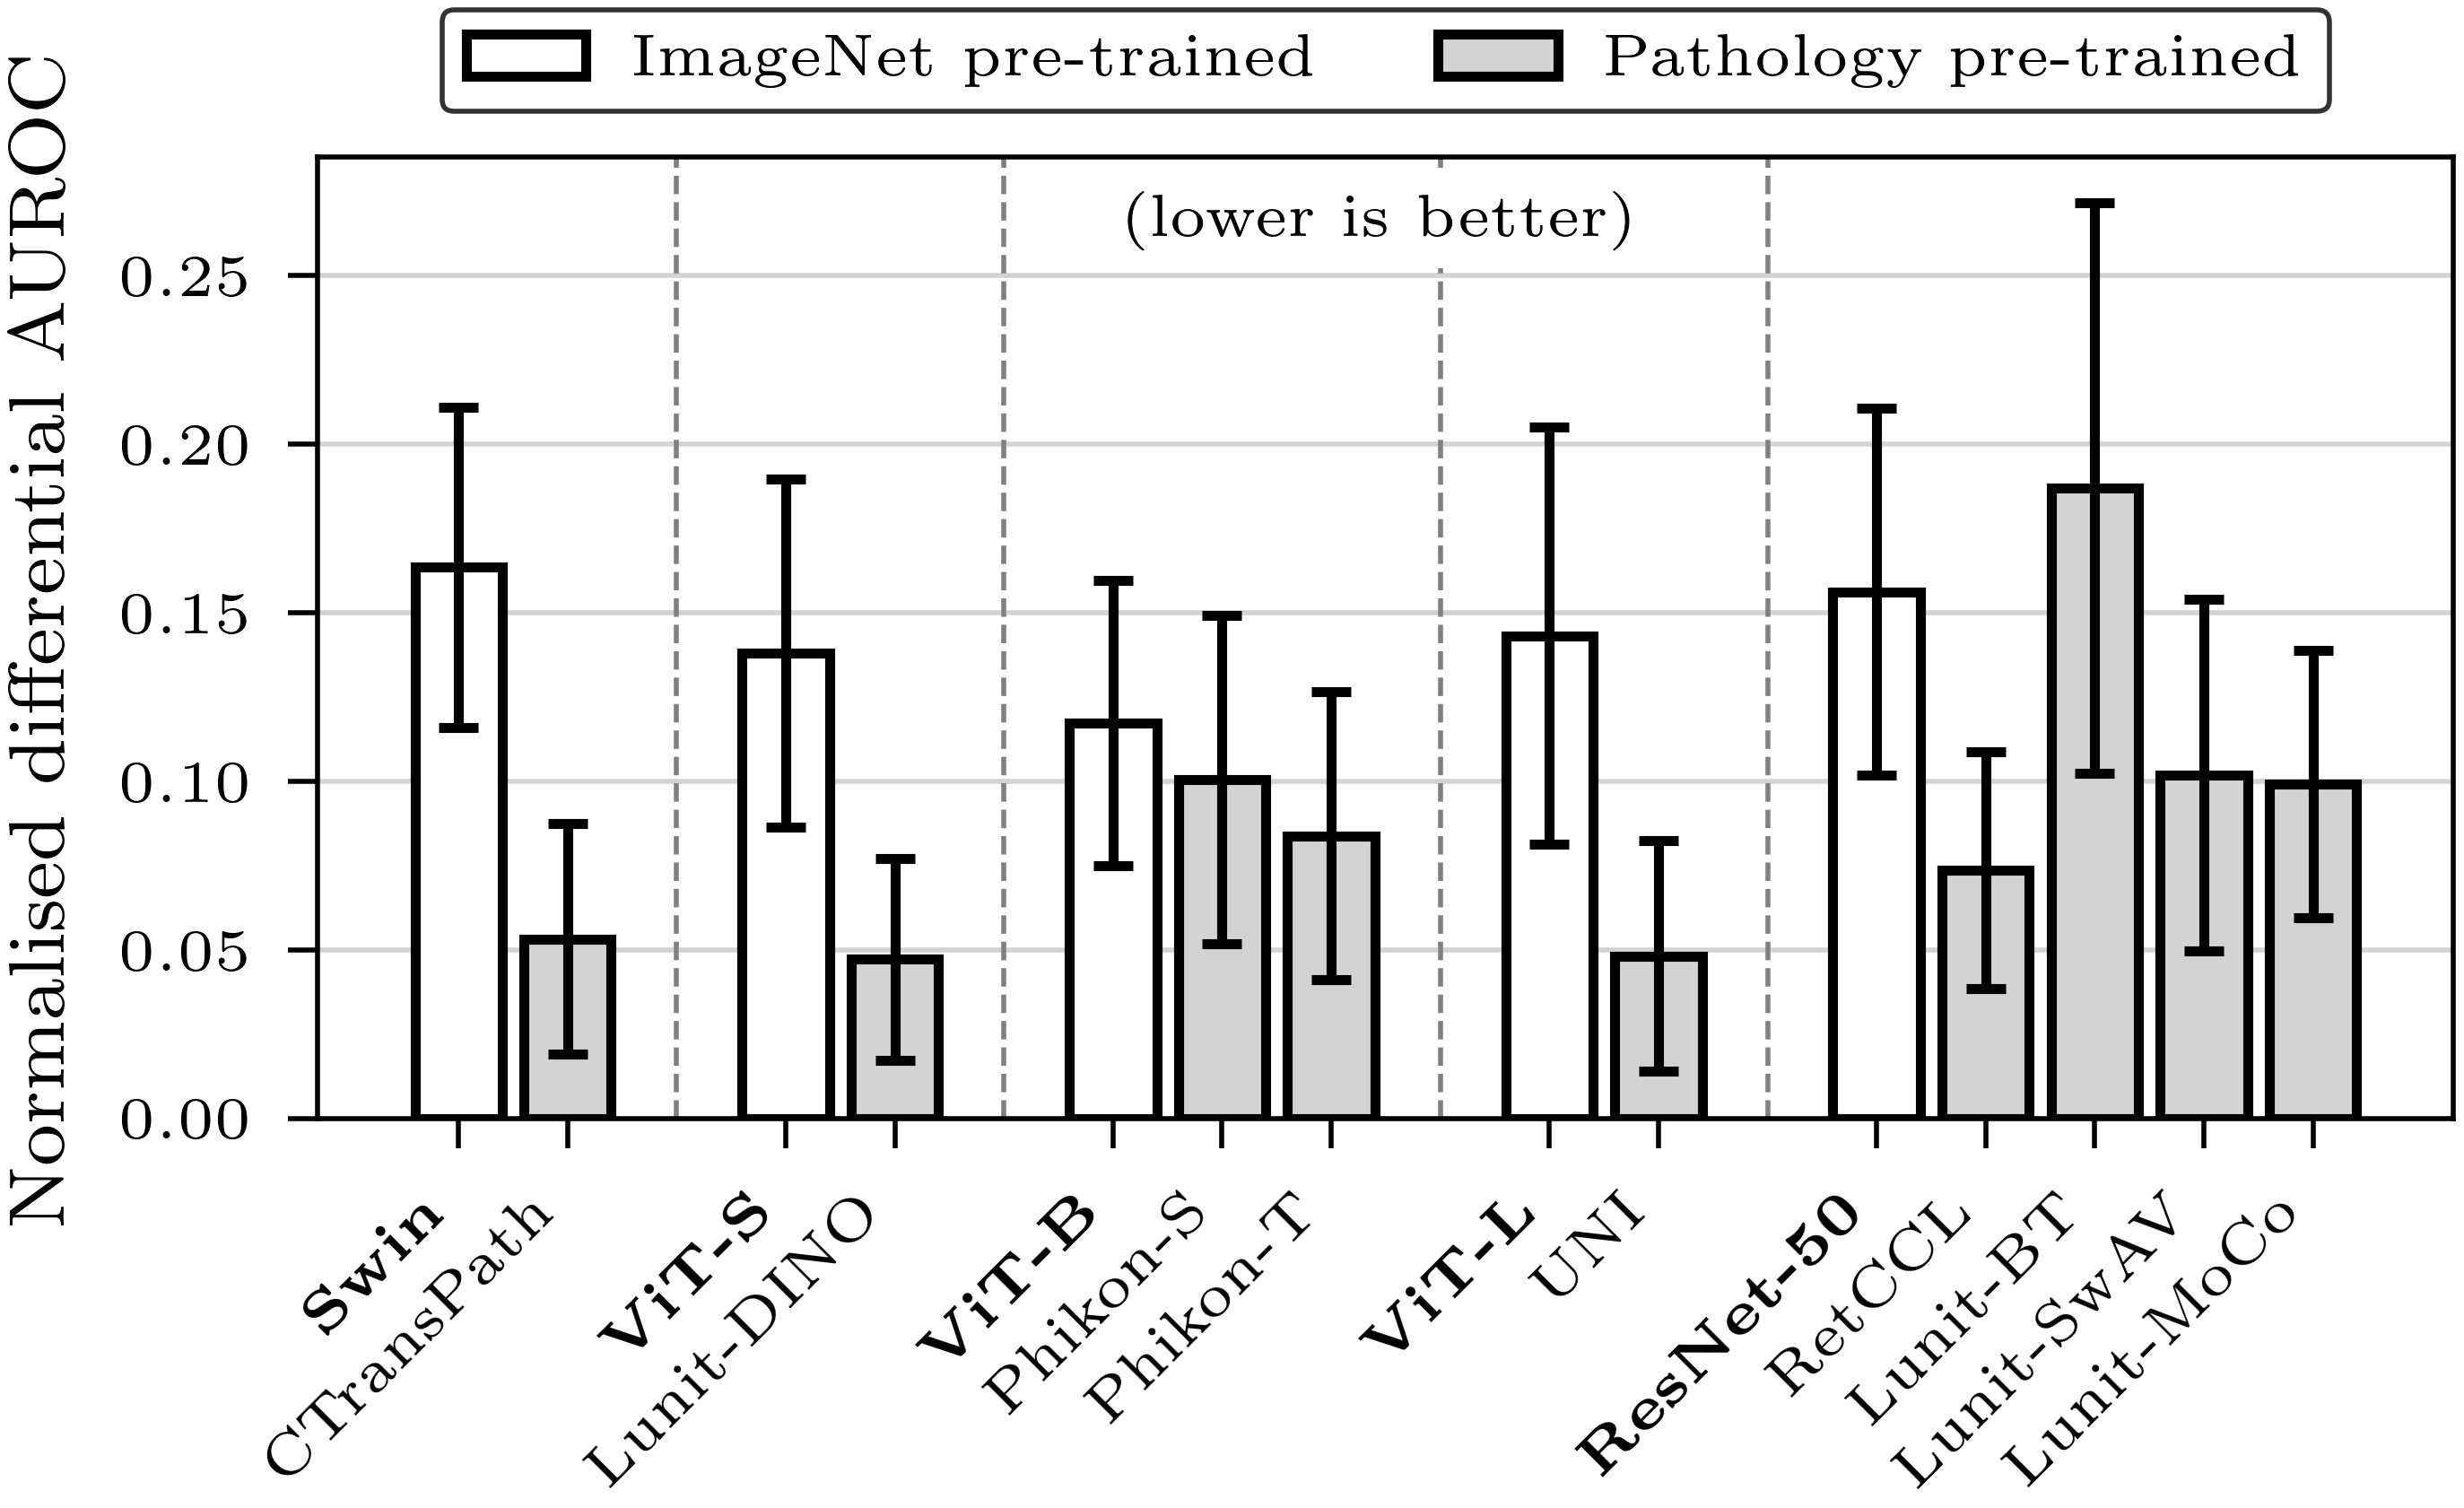 ImageNet pre-trained
Pathology pre-trained
Normalised differential AUROC
(lower is better)
0.25
0.20
0.15
0.10
0.05
0.00
Swin
CTransPath
ViT-S
Lunit-DINO
ViT-B
Phikon-S
Phikon-T
ViT-L
UNI
ResNet-50
RetCCL
Lunit-BT
Lunit-SwAV
Lunit-MoCo